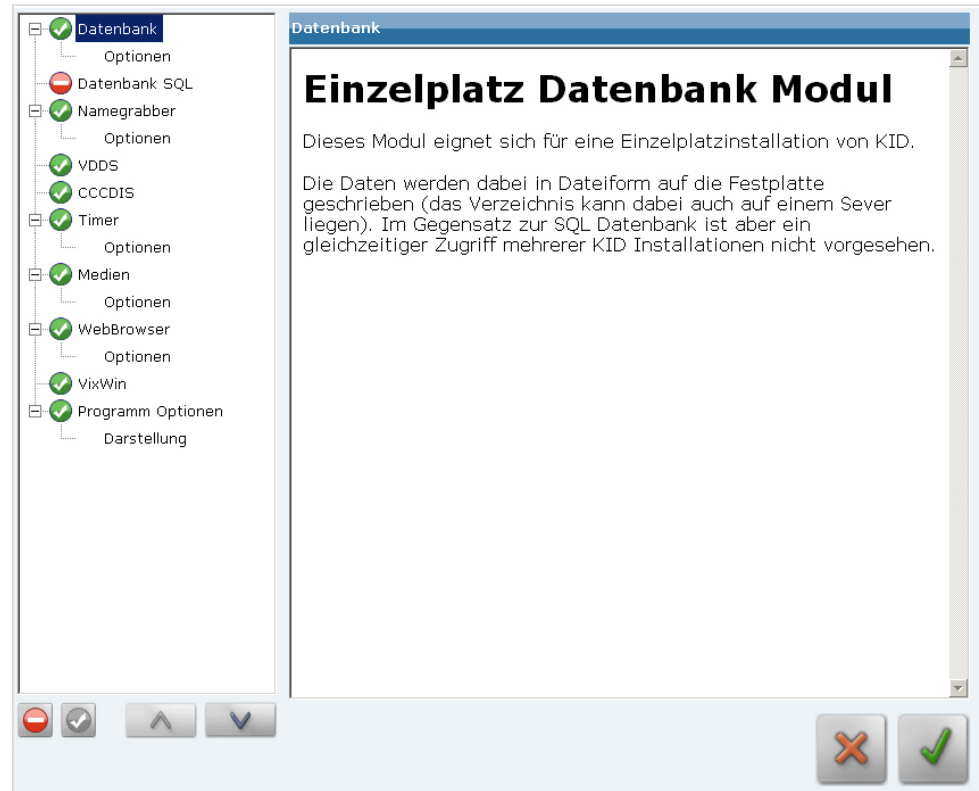 Datenbank
Optionen
Datenbank SQL
Namegrabber
Optionen
VDDS
CCCDIS
Timer
Optionen
Medien
Optionen
WebBrowser
Optionen
VixWin
Programm Optionen
Darstellung
Datenbank
Einzelplatz Datenbank Modul
Dieses Modul eignet sich für eine Einzelplatzinstallation von KID.
Die Daten werden dabei in Dateiform auf die Festplatte
geschrieben (das Verzeichnis kann dabei auch auf einem Sever
liegen). Im Gegensatz zur SQL Datenbank ist aber ein
gleichzeitiger Zugriff mehrerer KID Installationen nicht vorgesehen.